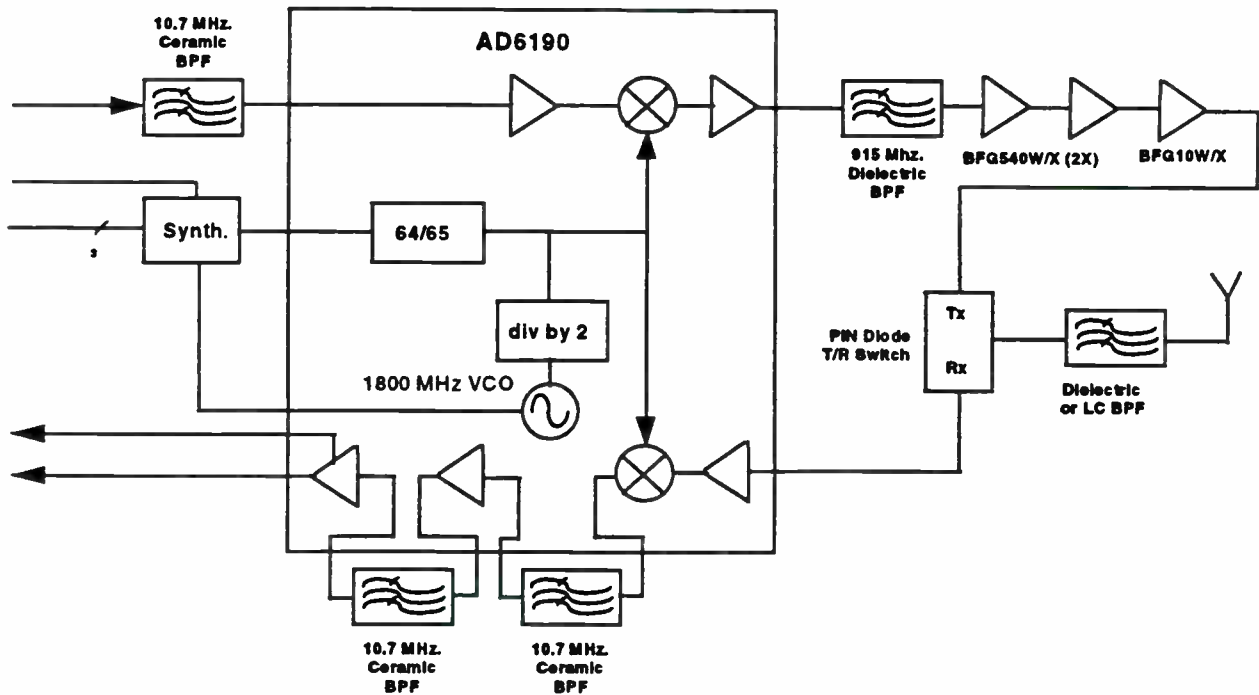 10.7 MHz.
Ceramic
BPF
AD6190
915 Mhz.
Dielectric
BPF
BFG540W/X (2X)
BFG10W/X
Synth.
3
64/65
div by 2
1800 MHz VCO
PIN Diode
T/R Switch
Tx
Rx
Dielectric
or LC BPF
10.7 MHz.
Ceramic
BPF
10.7 MHz.
Ceramic
BPF